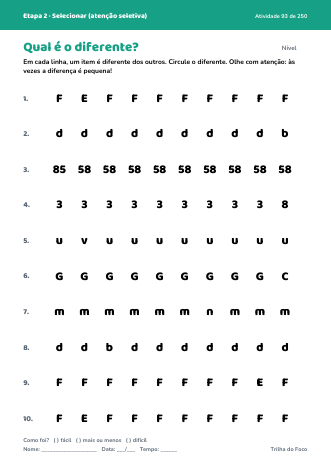 Etapa 2 · Selecionar (atenção seletiva) Atividade 93 de 250
Qual é o diferente? Nível
Em cada linha, um item é diferente dos outros. Circule o diferente. Olhe com atenção: às
vezes a diferença é pequena!
1. F E F F F F F F F F
2. d d d d d d d d d b
3. 85 58 58 58 58 58 58 58 58 58
4. 3 3 3 3 3 3 3 3 3 8
5. u v u u u u u u u u
6. G G G G G G G G G C
7. m m m m m m n m m m
8. d d b d d d d d d d
9. F F F F F F F F E F
10. F E F F F F F F F F
Como foi? ( ) fácil ( ) mais ou menos ( ) difícil
Nome: ____________________ Data: ___/___ Tempo: ______ Trilha do Foco